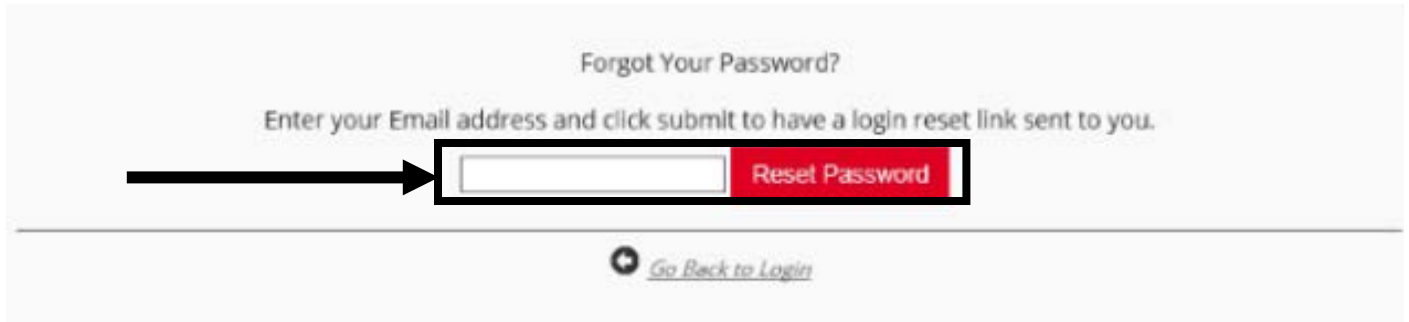 Forgot Your Password?
Enter your Email address and click submit to have a login reset link sent to you.
Reset Password
Go Back to Login